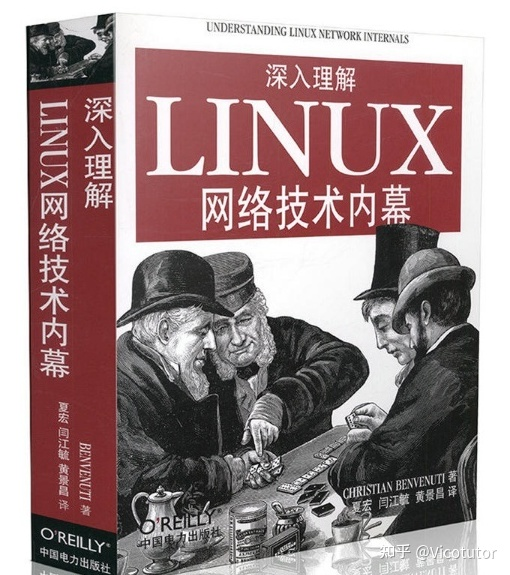 UNDERSTANDING LINUX NETWORK INTERNALS
深入理解
LINUX
网络技术内幕
CHRISTIAN BENVENUTI 著
夏宏 闫江毓 黄景昌 译
O'REILLY®
中国电力出版社
深入理解
LINUX网络技术内幕
BENVENUTI 著
夏宏 闫江毓 黄景昌 译
O'REILLY®
中国电力出版社
知乎 @Vicotutor